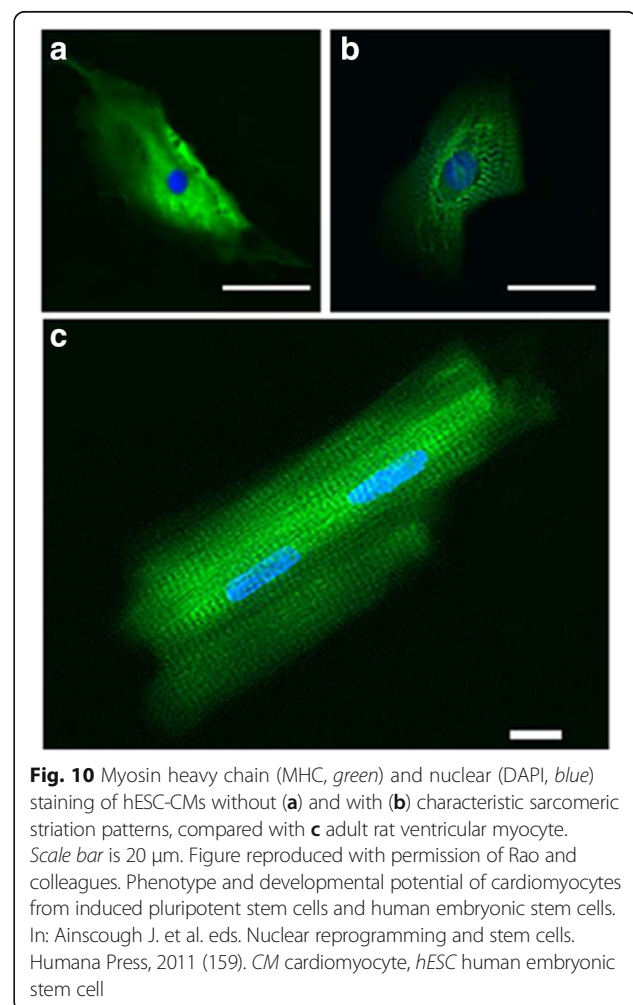 a
b
c
Fig. 10 Myosin heavy chain (MHC, green) and nuclear (DAPI, blue)
staining of hESC-CMs without (a) and with (b) characteristic sarcomeric
striation patterns, compared with c adult rat ventricular myocyte.
Scale bar is 20 μm. Figure reproduced with permission of Rao and
colleagues. Phenotype and developmental potential of cardiomyocytes
from induced pluripotent stem cells and human embryonic stem cells.
In: Ainscough J. et al. eds. Nuclear reprogramming and stem cells.
Humana Press, 2011 (159). CM cardiomyocyte, hESC human embryonic
stem cell